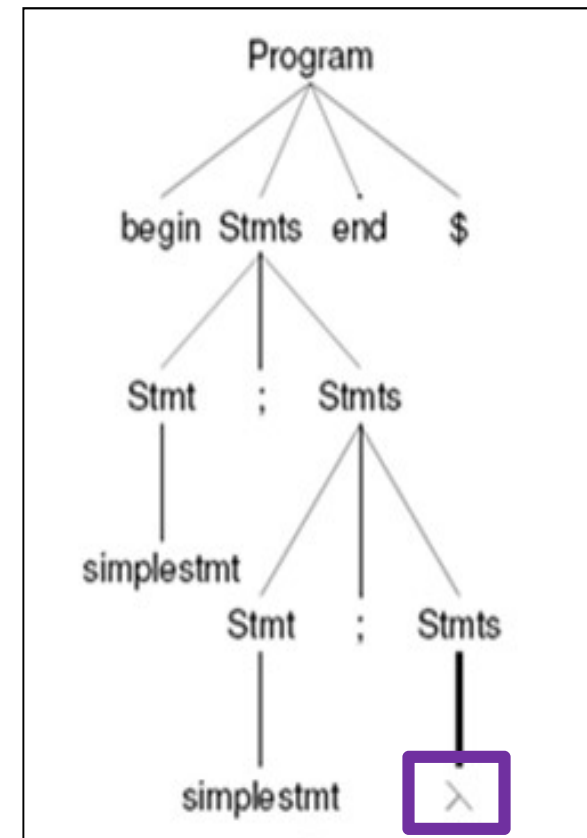 Program
begin Stmts end $
Stmt ; Stmts
simplestmt
Stmt ; Stmts
simplestmt λ